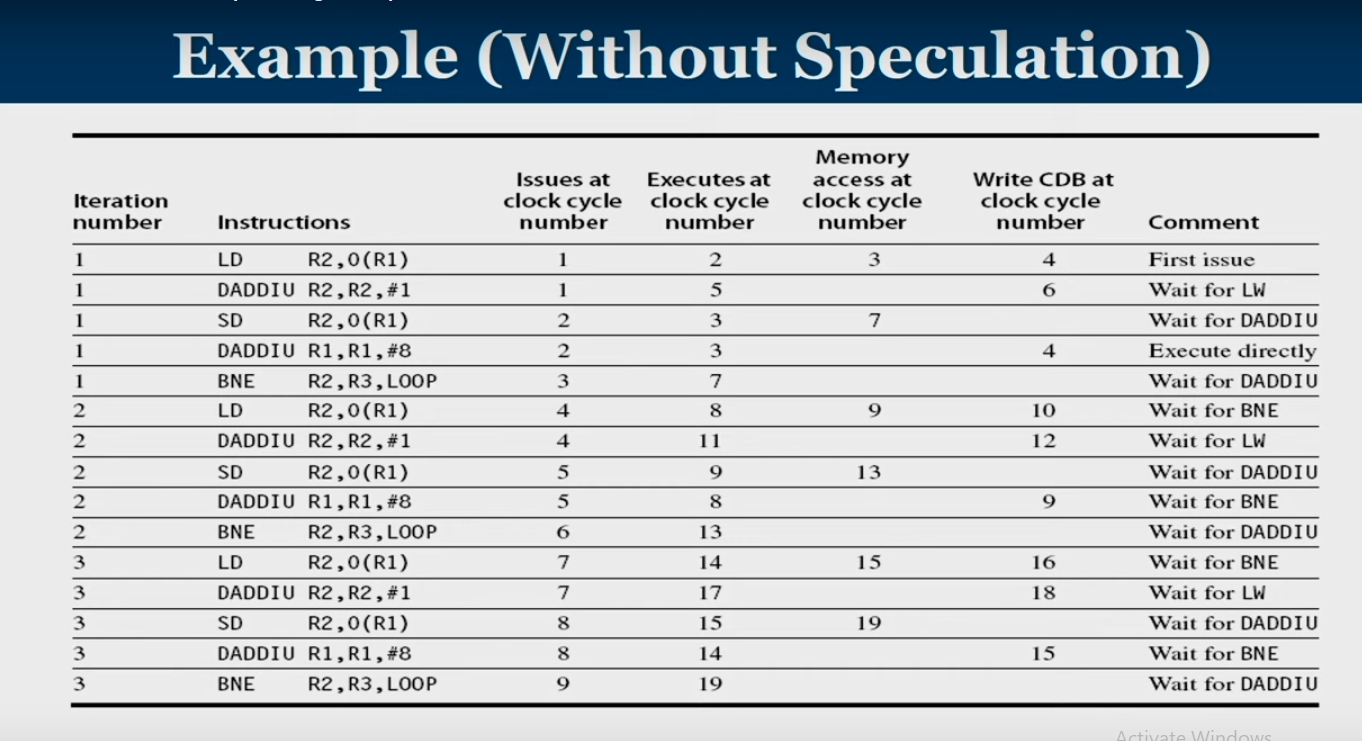 Example (Without Speculation)
Iteration number Instructions Issues at clock cycle number Executes at clock cycle number Memory access at clock cycle number Write CDB at clock cycle number Comment
1 LD R2,0(R1) 1 2 3 4 First issue
1 DADDIU R2,R2,#1 1 5 6 Wait for LW
1 SD R2,0(R1) 2 3 7 Wait for DADDIU
1 DADDIU R1,R1,#8 2 3 4 Execute directly
1 BNE R2,R3,LOOP 3 7 Wait for DADDIU
2 LD R2,0(R1) 4 8 9 10 Wait for BNE
2 DADDIU R2,R2,#1 4 11 12 Wait for LW
2 SD R2,0(R1) 5 9 13 Wait for DADDIU
2 DADDIU R1,R1,#8 5 8 9 Wait for BNE
2 BNE R2,R3,LOOP 6 13 Wait for DADDIU
3 LD R2,0(R1) 7 14 15 16 Wait for BNE
3 DADDIU R2,R2,#1 7 17 18 Wait for LW
3 SD R2,0(R1) 8 15 19 Wait for DADDIU
3 DADDIU R1,R1,#8 8 14 15 Wait for BNE
3 BNE R2,R3,LOOP 9 19 Wait for DADDIU
Activate Windows